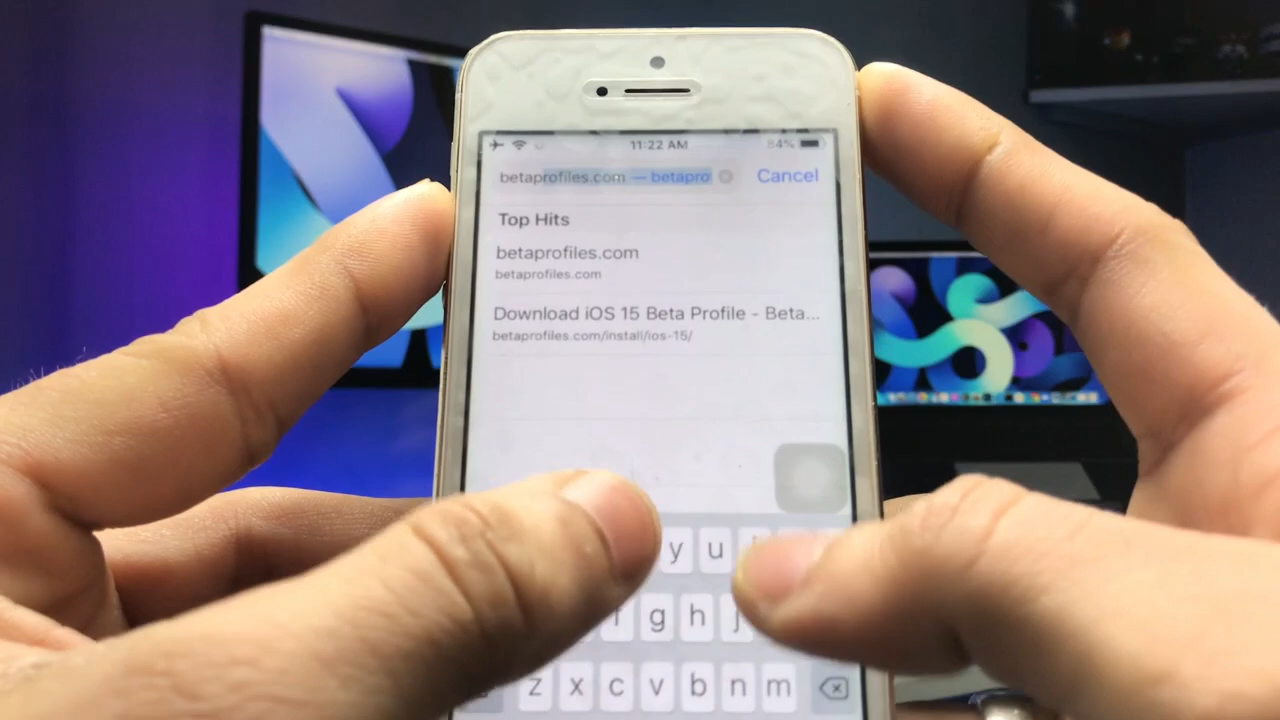 11:22 AM 84%
betaprofiles.com — betapro Cancel
Top Hits
betaprofiles.com
betaprofiles.com
Download iOS 15 Beta Profile - Beta...
betaprofiles.com/install/ios-15/
y u
f g h j
z x c v b n m